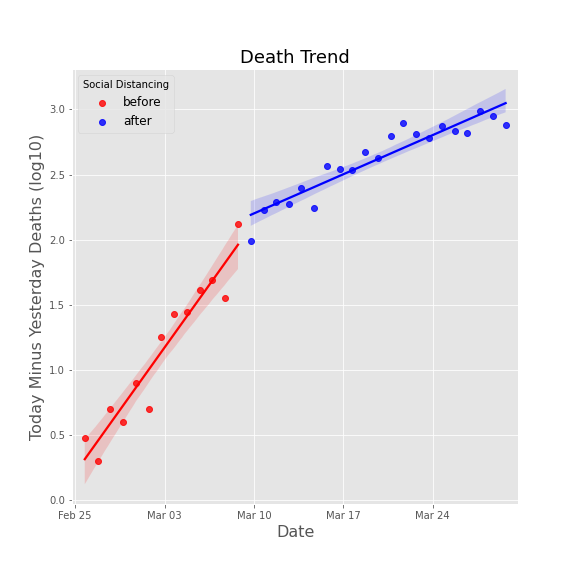 Death Trend
Social Distancing
before
after
Today Minus Yesterday Deaths (log10)
3.0
2.5
2.0
1.5
1.0
0.5
0.0
Feb 25
Mar 03
Mar 10
Mar 17
Mar 24
Date